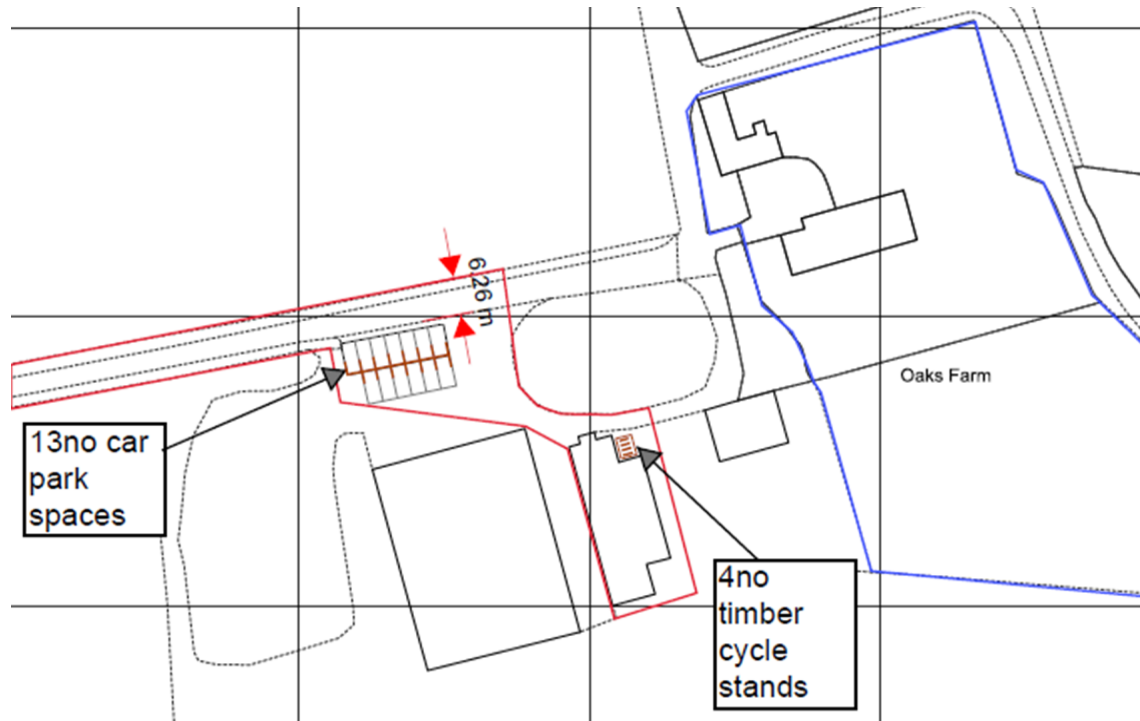 6.26 m
Oaks Farm
13no car
park
spaces
4no
timber
cycle
stands